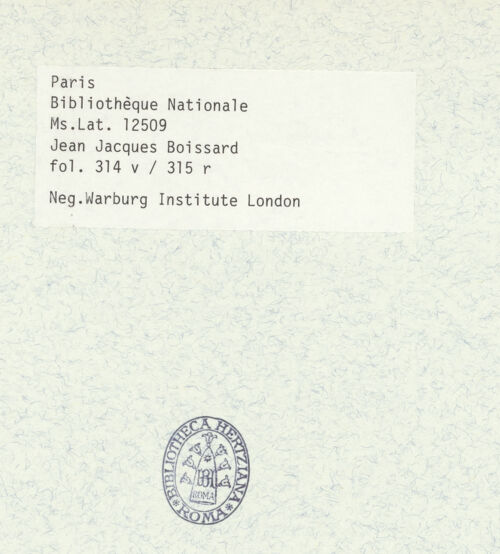 Paris
Bibliothèque Nationale
Ms.Lat. 12509
Jean Jacques Boissard
fol. 314 v / 315 r
Neg.Warburg Institute London
BIBLIOTHECA HERTZIANA
ROMA
ROMA